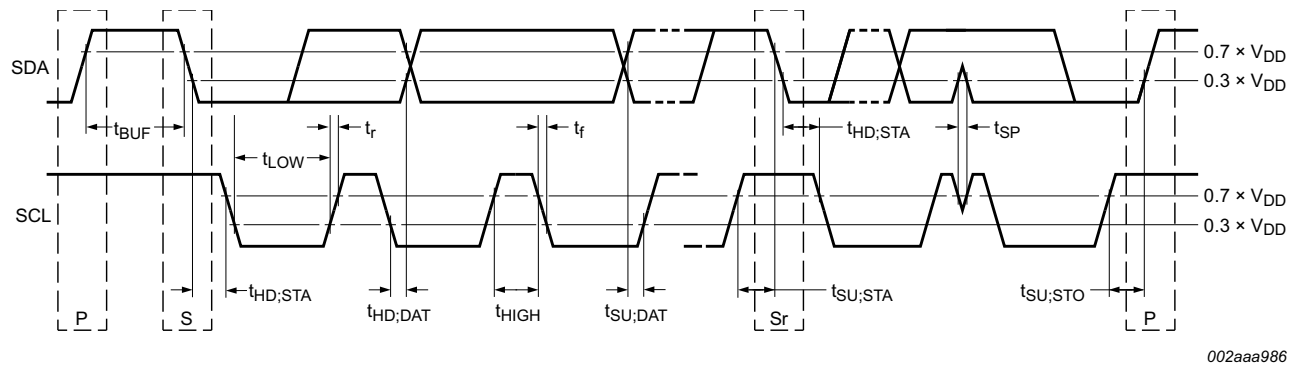 SDA
0.7 × VDD
0.3 × VDD
tBUF
tLOW
tr
tf
tHD;STA
tSP
SCL
0.7 × VDD
0.3 × VDD
tHD;STA
tHD;DAT
tHIGH
tSU;DAT
tSU;STA
tSU;STO
P
S
Sr
P
002aaa986